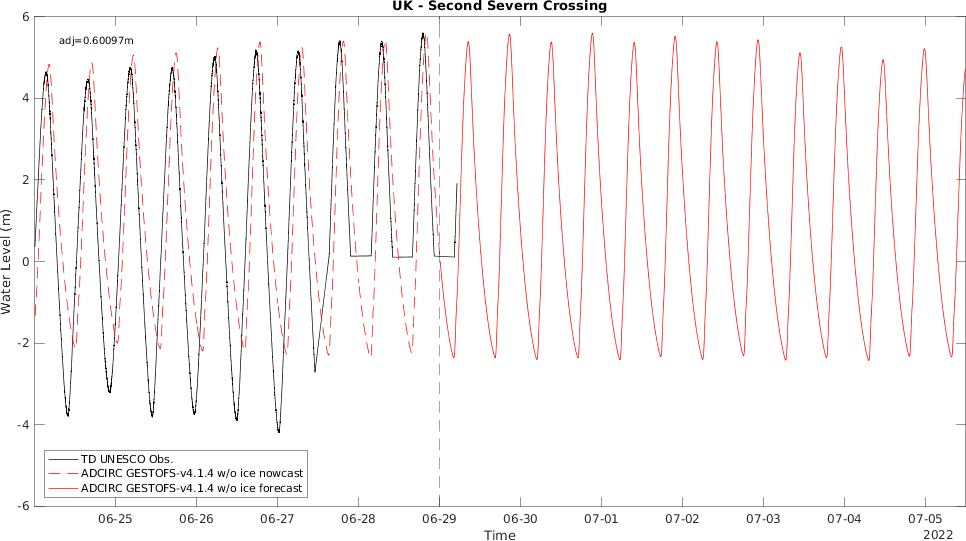 UK - Second Severn Crossing
adj=0.60097m
6
4
2
0
-2
-4
-6
Water Level (m)
TD UNESCO Obs.
ADCIRC GESTOFS-v4.1.4 w/o ice nowcast
ADCIRC GESTOFS-v4.1.4 w/o ice forecast
06-25 06-26 06-27 06-28 06-29 06-30 07-01 07-02 07-03 07-04 07-05
Time 2022